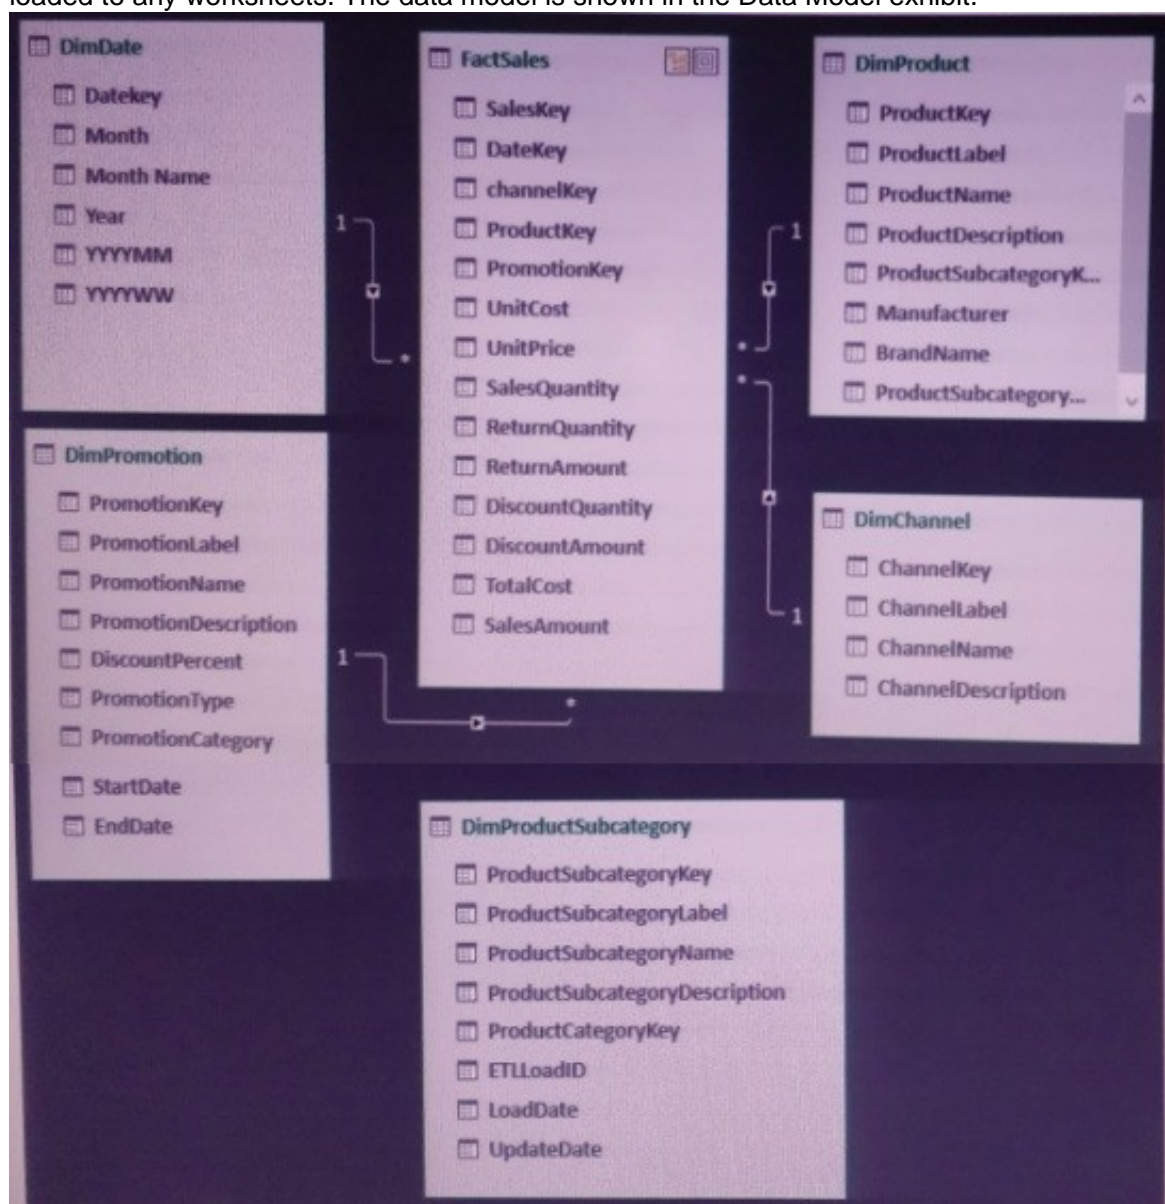 loaded to any worksheets. The data model is shown in the Data Model exhibit.
DimDate
Datekey
Month
Month Name
Year
YYYYMM
YYYYWW
FactSales
SalesKey
DateKey
channelKey
ProductKey
PromotionKey
UnitCost
UnitPrice
SalesQuantity
ReturnQuantity
ReturnAmount
DiscountQuantity
DiscountAmount
TotalCost
SalesAmount
DimProduct
ProductKey
ProductLabel
ProductName
ProductDescription
ProductSubcategoryK...
Manufacturer
BrandName
ProductSubcategory...
1
*
1
*
*
1
1
*
DimPromotion
PromotionKey
PromotionLabel
PromotionName
PromotionDescription
DiscountPercent
PromotionType
PromotionCategory
StartDate
EndDate
DimChannel
ChannelKey
ChannelLabel
ChannelName
ChannelDescription
DimProductSubcategory
ProductSubcategoryKey
ProductSubcategoryLabel
ProductSubcategoryName
ProductSubcategoryDescription
ProductCategoryKey
ETLLoadID
LoadDate
UpdateDate